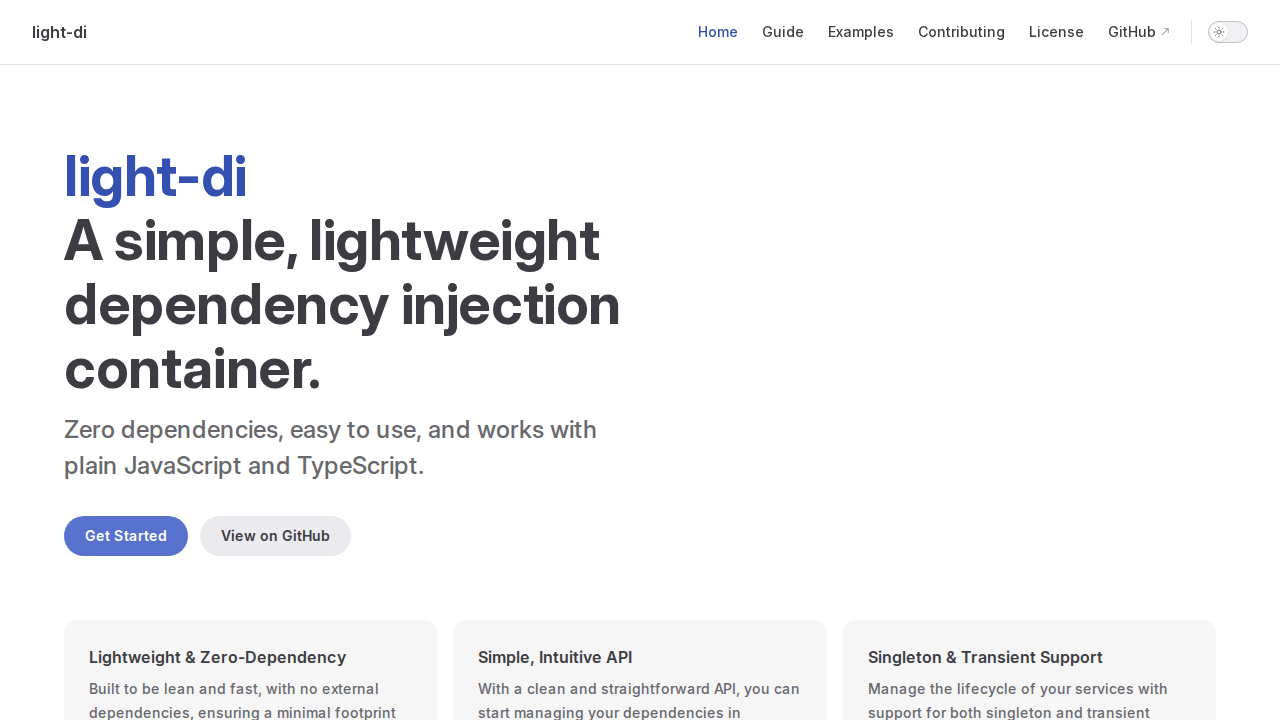 light-di
Home
Guide
Examples
Contributing
License
GitHub
light-di
A simple, lightweight
dependency injection
container.
Zero dependencies, easy to use, and works with
plain JavaScript and TypeScript.
Get Started
View on GitHub
Lightweight & Zero-Dependency
Built to be lean and fast, with no external
dependencies, ensuring a minimal footprint
Simple, Intuitive API
With a clean and straightforward API, you can
start managing your dependencies in
Singleton & Transient Support
Manage the lifecycle of your services with
support for both singleton and transient